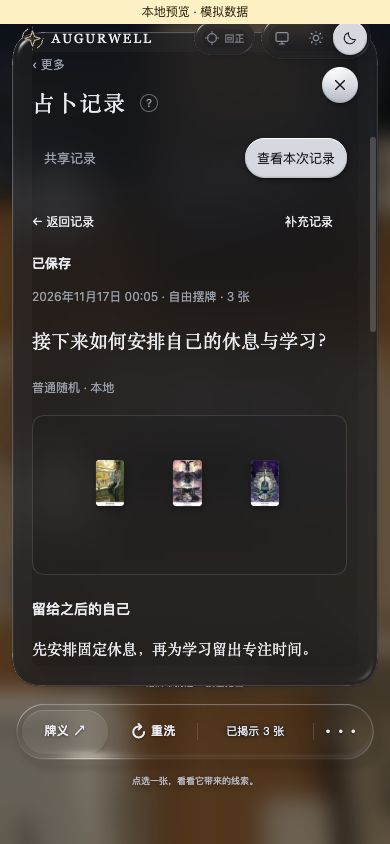 本地预览 · 模拟数据
AUGURWELL
回正
‹ 更多
占卜记录 ?
共享记录
查看本次记录
← 返回记录
补充记录
已保存
2026年11月17日 00:05 · 自由摆牌 · 3 张
接下来如何安排自己的休息与学习?
普通随机 · 本地
留给之后的自己
先安排固定休息，再为学习留出专注时间。
牌义 ↗
重洗
已揭示 3 张
点选一张，看看它带来的线索。